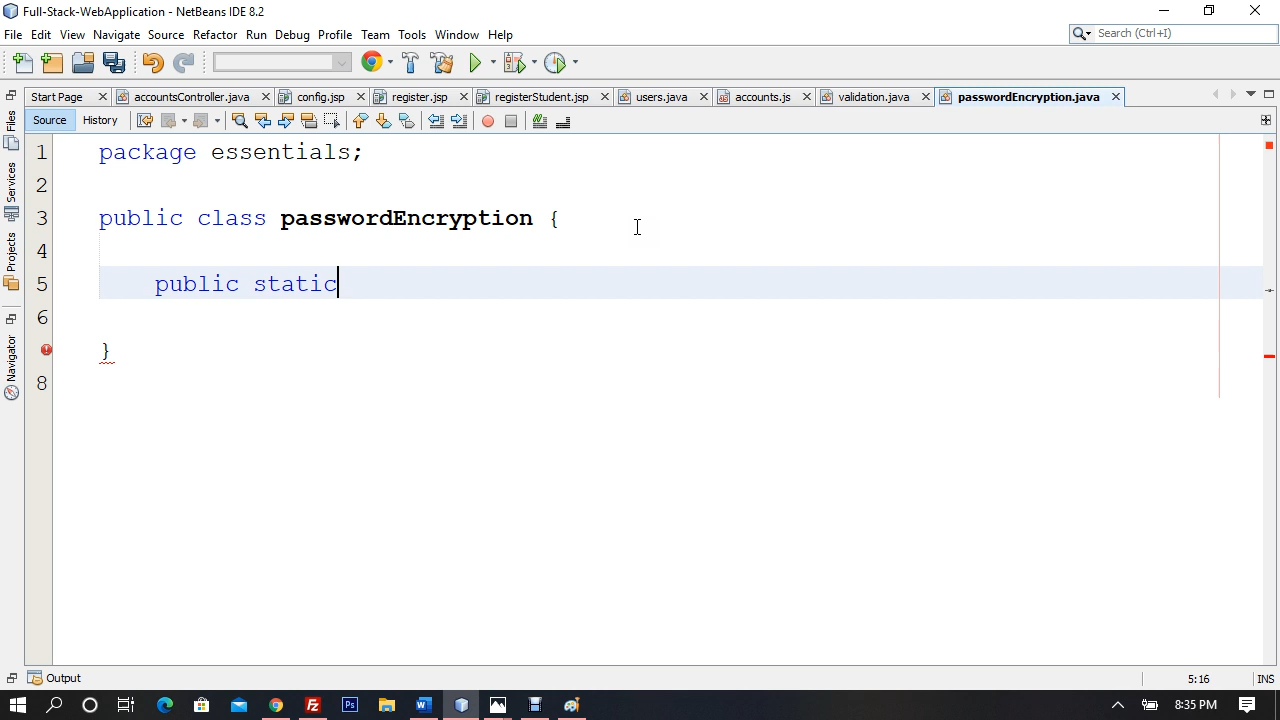 Full-Stack-WebApplication - NetBeans IDE 8.2
File Edit View Navigate Source Refactor Run Debug Profile Team Tools Window Help
Search (Ctrl+I)
Start Page accountsController.java config.jsp register.jsp registerStudent.jsp users.java accounts.js validation.java passwordEncryption.java
Source History
Files
Services
Projects
Navigator
1 package essentials;
2
3 public class passwordEncryption {
4
5 public static
6
}
8
Output
5:16 INS
8:35 PM